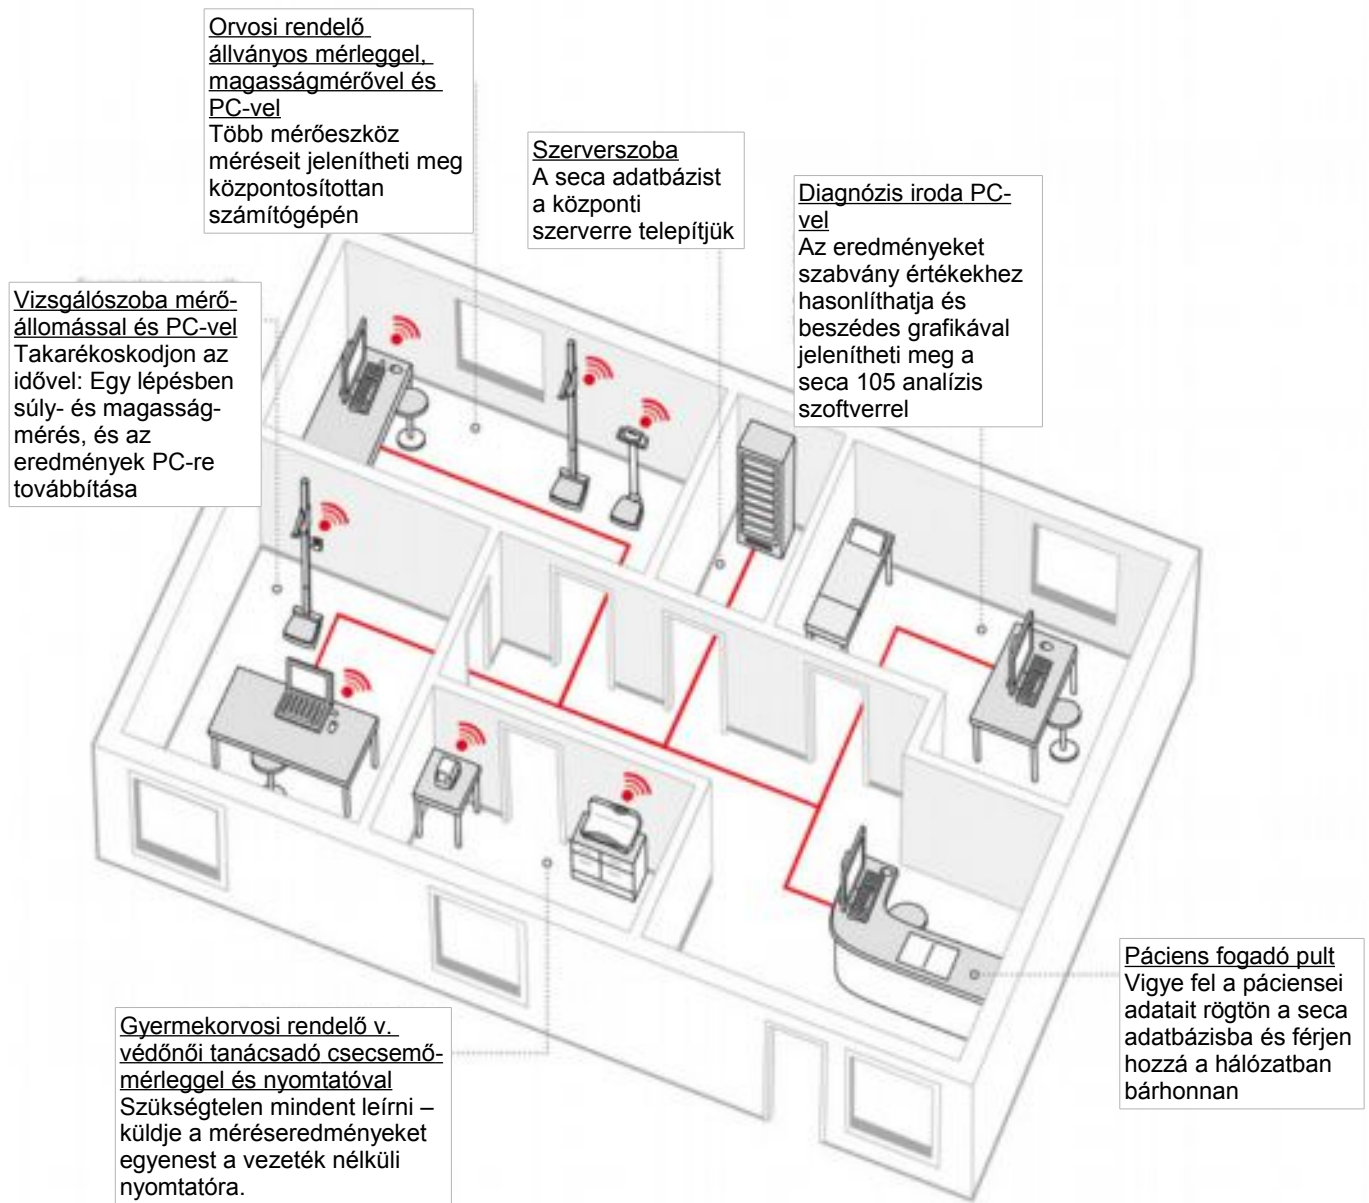 Orvosi rendelő
állványos mérleggel,
magasságmérővel és
PC-vel
Több mérőeszköz
méréseit jelenítheti meg
központosítottan
számítógépén
Szerverszoba
A seca adatbázist
a központi
szerverre telepítjük
Diagnózis iroda PC-
vel
Az eredményeket
szabvány értékekhez
hasonlíthatja és
beszédes grafikával
jelenítheti meg a
seca 105 analízis
szoftverrel
Vizsgálószoba mérő-
állomással és PC-vel
Takarékoskodjon az
idővel: Egy lépésben
súly- és magasság-
mérés, és az
eredmények PC-re
továbbítása
Páciens fogadó pult
Vigye fel a páciensei
adatait rögtön a seca
adatbázisba és férjen
hozzá a hálózatban
bárhonnan
Gyermekorvosi rendelő v.
védőnői tanácsadó csecsemő-
mérleggel és nyomtatóval
Szükségtelen mindent leírni –
küldje a méréseredményeket
egyenest a vezeték nélküli
nyomtatóra.